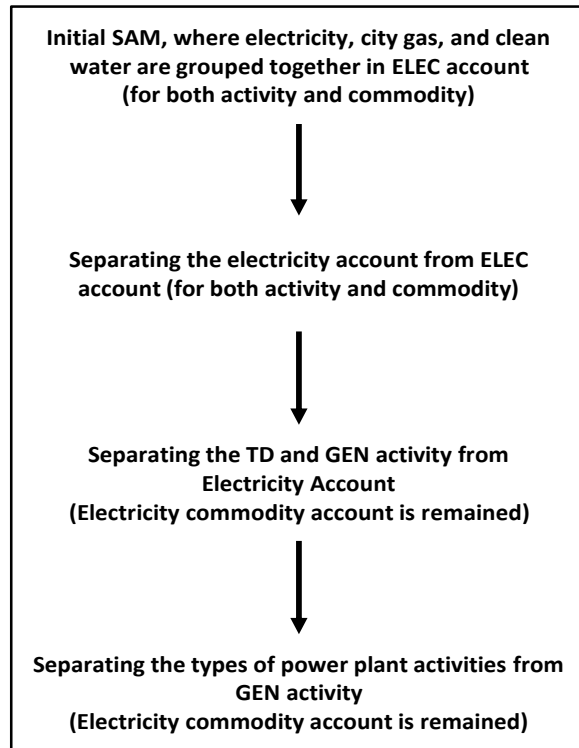 Initial SAM, where electricity, city gas, and clean
water are grouped together in ELEC account
(for both activity and commodity)
Separating the electricity account from ELEC
account (for both activity and commodity)
Separating the TD and GEN activity from
Electricity Account
(Electricity commodity account is remained)
Separating the types of power plant activities from
GEN activity
(Electricity commodity account is remained)